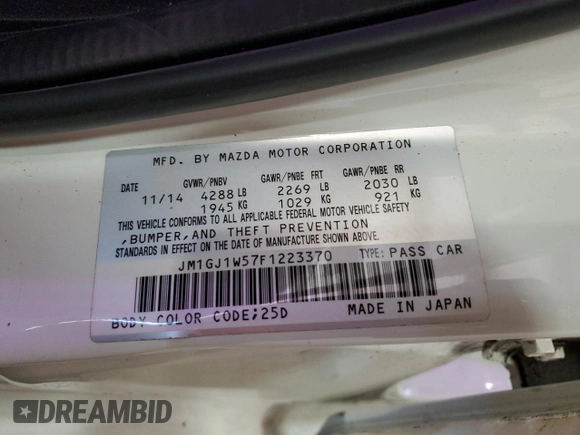 MFD. BY MAZDA MOTOR CORPORATION
DATE GVWR/PNBV GAWR/PNBE FRT GAWR/PNBE RR
11/14 4288 LB 2269 LB 2030 LB
1945 KG 1029 KG 921 KG
THIS VEHICLE CONFORMS TO ALL APPLICABLE FEDERAL MOTOR VEHICLE SAFETY
,BUMPER,AND THEFT PREVENTION
STANDARDS IN EFFECT ON THE DATE OF MANUFACTURE SHOWN ABOVE.
JM1GJ1W57F1223370 TYPE: PASS CAR
BODY COLOR CODE;25D MADE IN JAPAN
DREAMBID